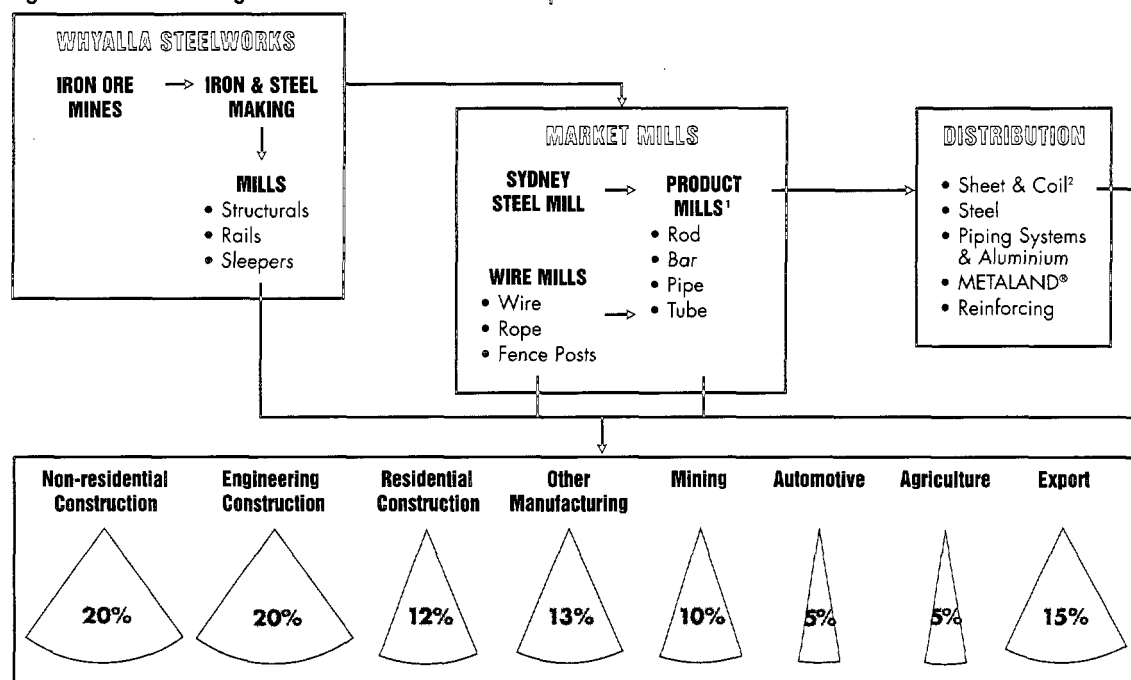 WHYALLA STEELWORKS
IRON ORE
MINES
IRON & STEEL
MAKING
MILLS
• Structurals
• Rails
• Sleepers
MARKET MILLS
SYDNEY
STEEL MILL
PRODUCT
MILLS¹
• Rod
• Bar
• Pipe
• Tube
WIRE MILLS
• Wire
• Rope
• Fence Posts
DISTRIBUTION
• Sheet & Coil²
• Steel
• Piping Systems
& Aluminium
• METALAND®
• Reinforcing
Non-residential
Construction
Engineering
Construction
Residential
Construction
Other
Manufacturing
Mining
Automotive
Agriculture
Export
20%
20%
12%
13%
10%
5%
5%
15%